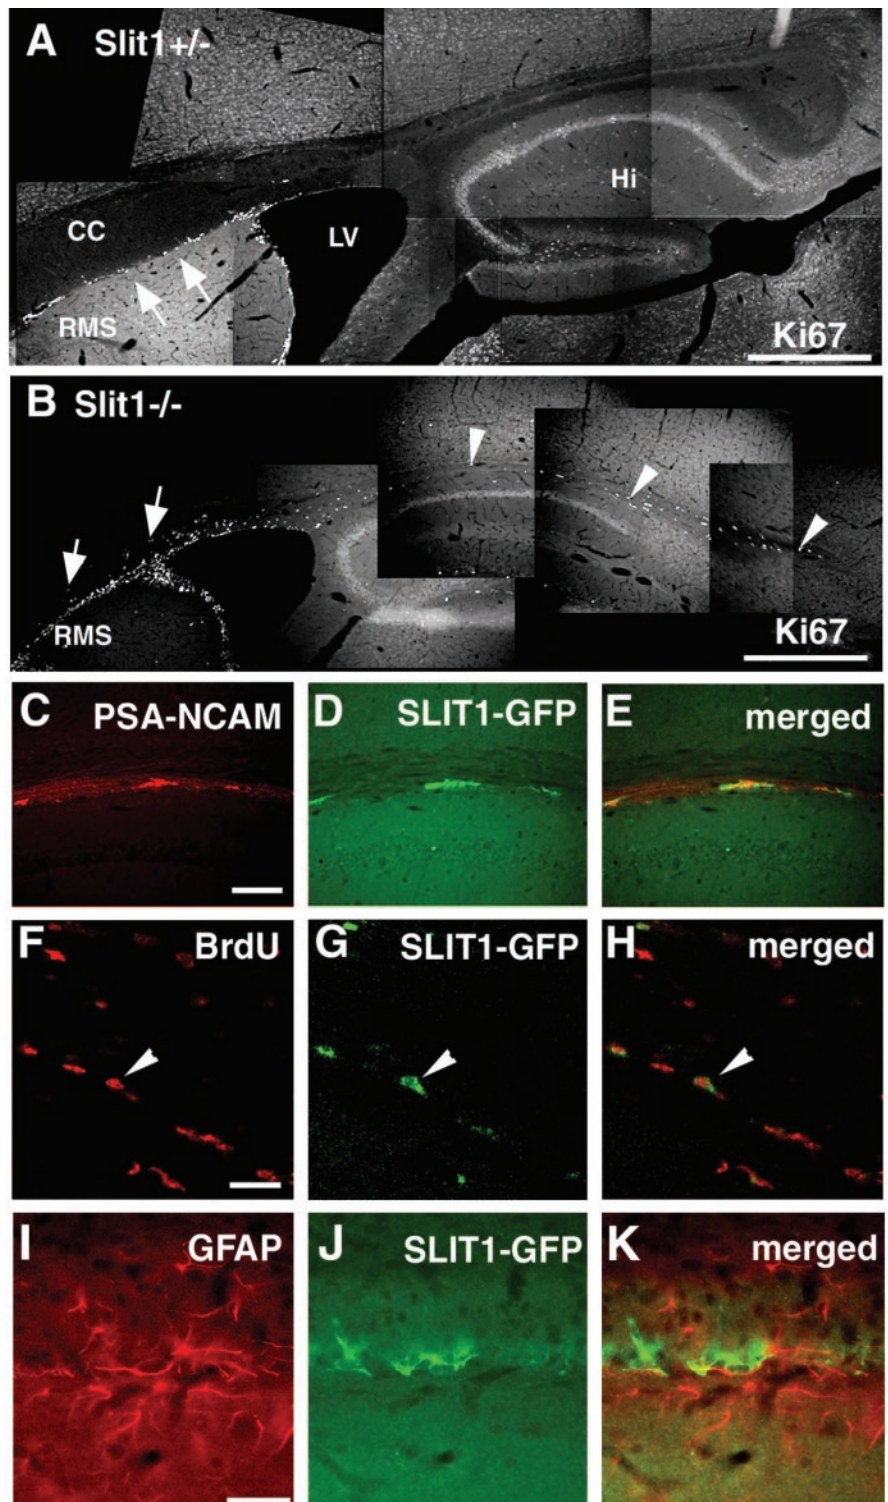 A Slit1+/-
CC
LV
Hi
RMS
Ki67
B Slit1-/-
RMS
Ki67
C PSA-NCAM
D SLIT1-GFP
E merged
F BrdU
G SLIT1-GFP
H merged
I GFAP
J SLIT1-GFP
K merged